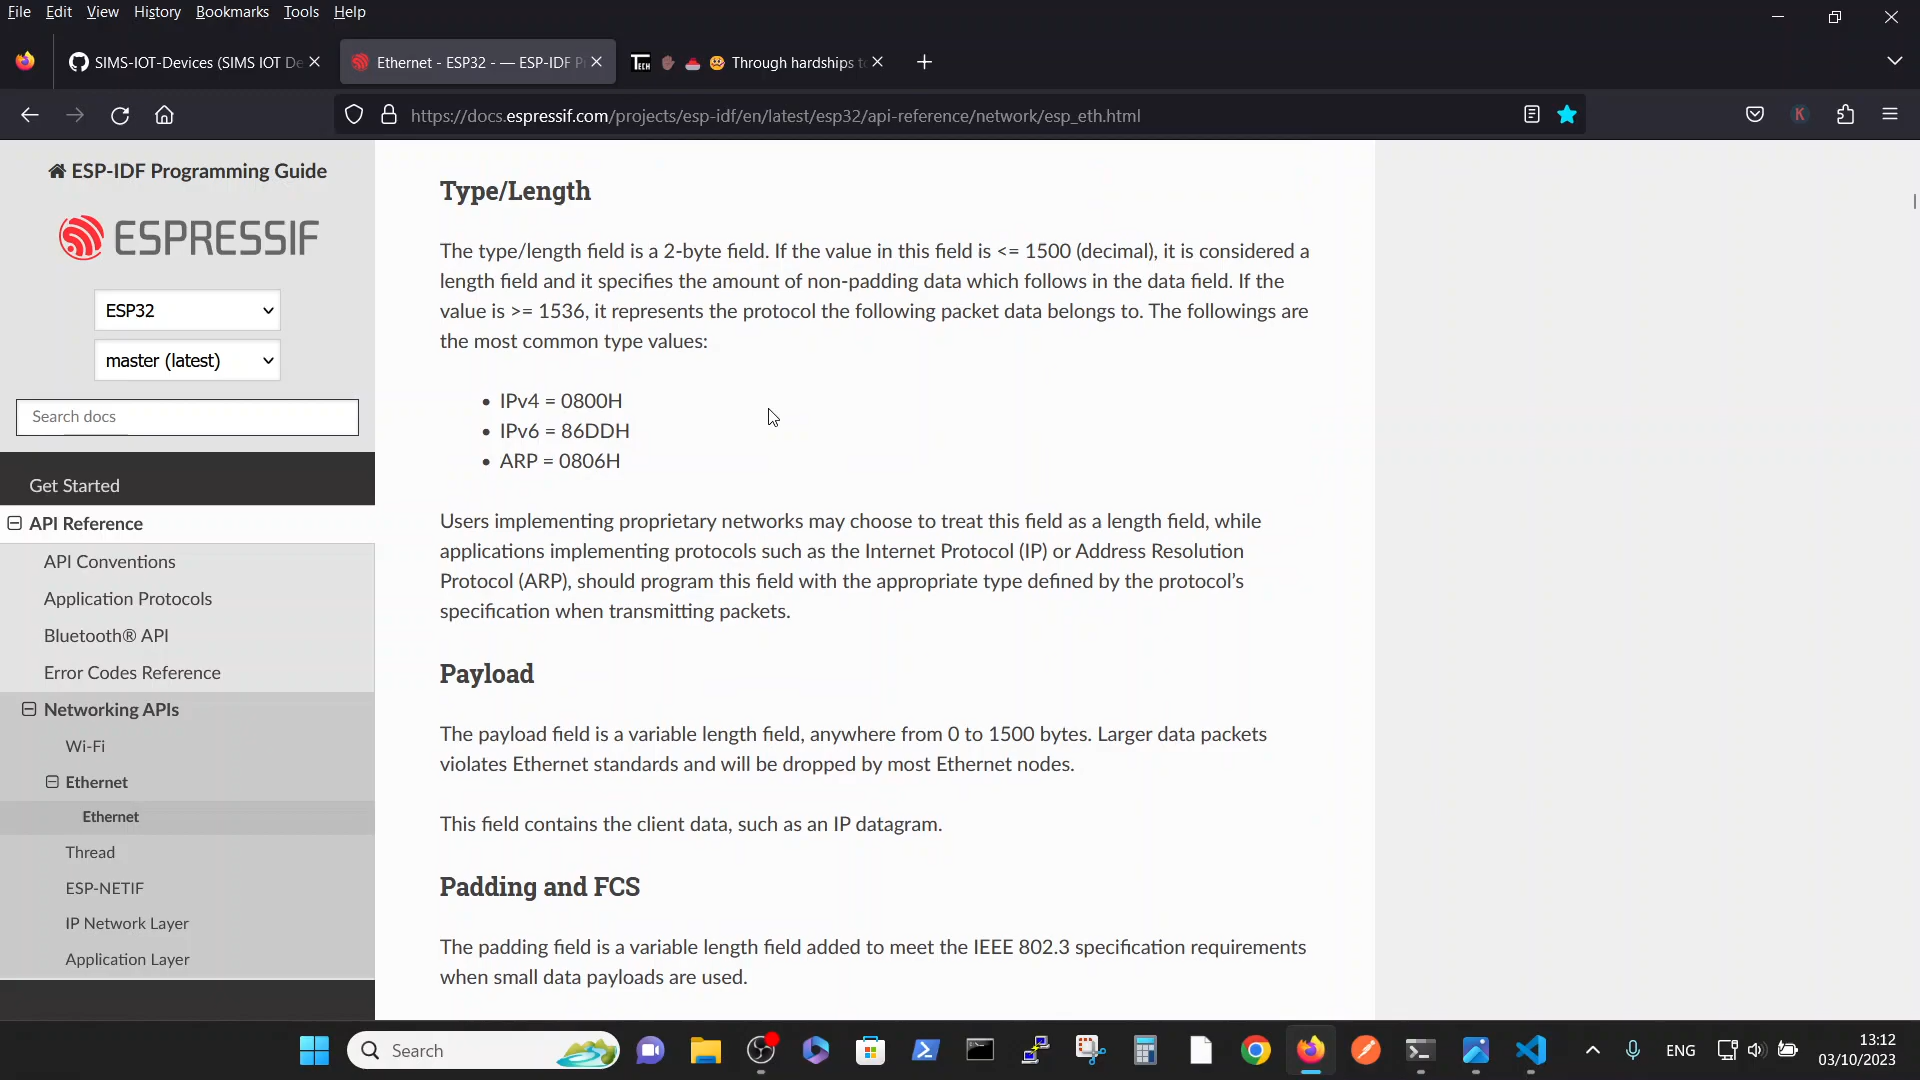 File Edit View History Bookmarks Tools Help
SIMS-IOT-Devices (SIMS IOT De
Ethernet - ESP32 - — ESP-IDF P
TECH Through hardships t
https://docs.espressif.com/projects/esp-idf/en/latest/esp32/api-reference/network/esp_eth.html
K
ESP-IDF Programming Guide
ESPRESSIF
ESP32
master (latest)
Search docs
Get Started
API Reference
API Conventions
Application Protocols
Bluetooth® API
Error Codes Reference
Networking APIs
Wi-Fi
Ethernet
Ethernet
Thread
ESP-NETIF
IP Network Layer
Application Layer
Type/Length
The type/length field is a 2-byte field. If the value in this field is <= 1500 (decimal), it is considered a
length field and it specifies the amount of non-padding data which follows in the data field. If the
value is >= 1536, it represents the protocol the following packet data belongs to. The followings are
the most common type values:
• IPv4 = 0800H
• IPv6 = 86DDH
• ARP = 0806H
Users implementing proprietary networks may choose to treat this field as a length field, while
applications implementing protocols such as the Internet Protocol (IP) or Address Resolution
Protocol (ARP), should program this field with the appropriate type defined by the protocol’s
specification when transmitting packets.
Payload
The payload field is a variable length field, anywhere from 0 to 1500 bytes. Larger data packets
violates Ethernet standards and will be dropped by most Ethernet nodes.
This field contains the client data, such as an IP datagram.
Padding and FCS
The padding field is a variable length field added to meet the IEEE 802.3 specification requirements
when small data payloads are used.
Search
ENG
13:12
03/10/2023